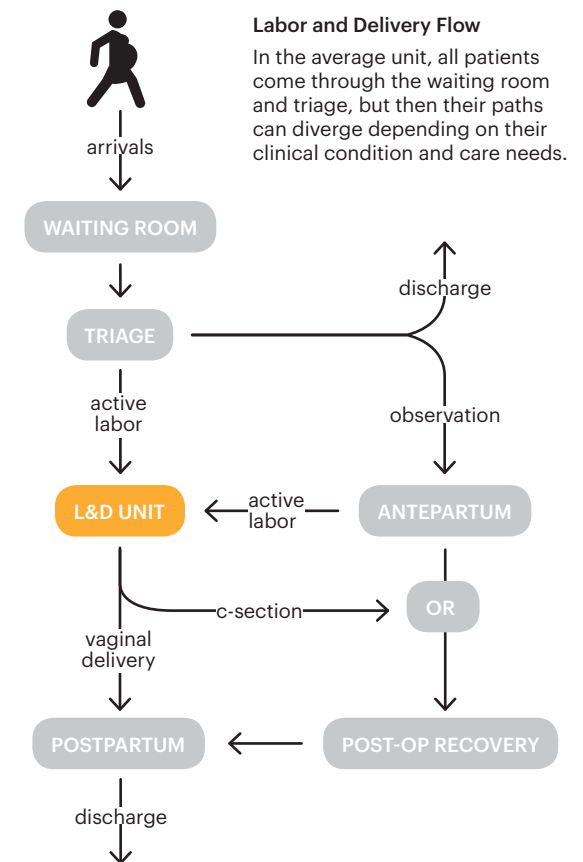 Labor and Delivery Flow
In the average unit, all patients
come through the waiting room
and triage, but then their paths
can diverge depending on their
clinical condition and care needs.
arrivals
WAITING ROOM
discharge
TRIAGE
active
labor
observation
L&D UNIT
active
labor
ANTEPARTUM
c-section
OR
vaginal
delivery
POSTPARTUM
POST-OP RECOVERY
discharge